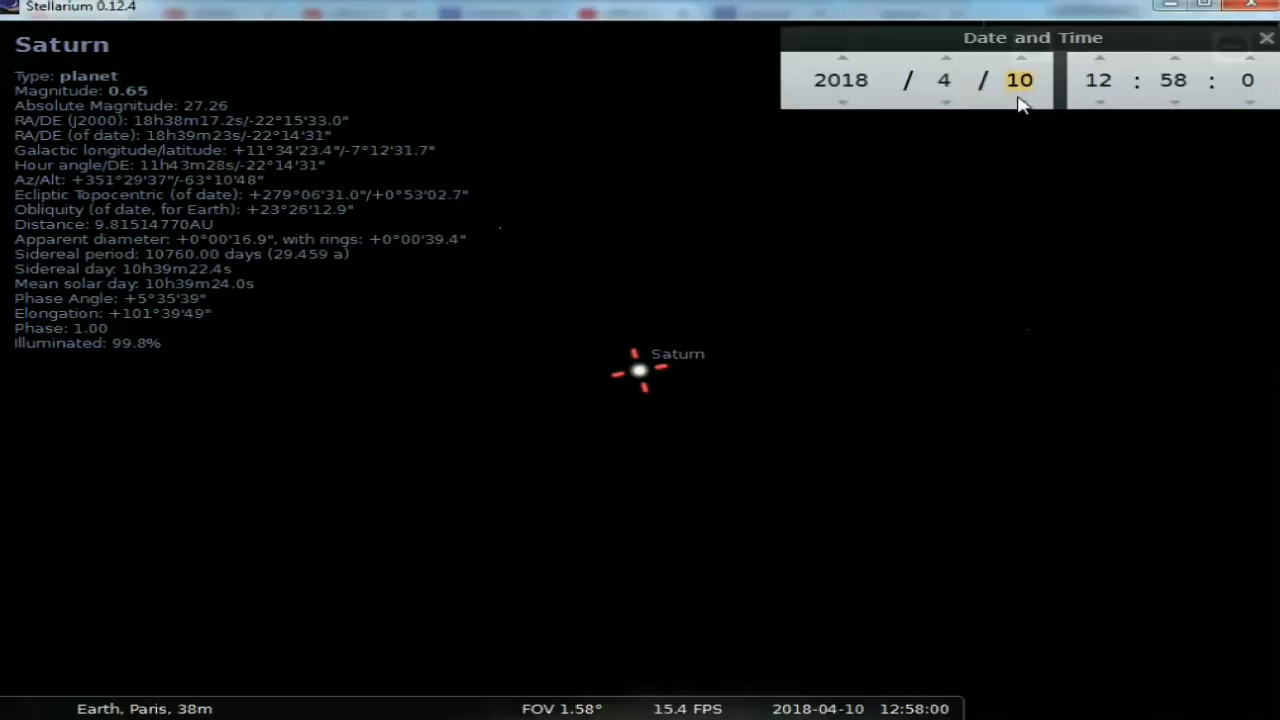 Stellarium 0.12.4
Saturn
Date and Time
2018 / 4 / 10 12 : 58 : 0
Type: planet
Magnitude: 0.65
Absolute Magnitude: 27.26
RA/DE (J2000): 18h38m17.2s/-22°15'33.0"
RA/DE (of date): 18h39m23s/-22°14'31"
Galactic longitude/latitude: +11°34'23.4"/-7°12'31.7"
Hour angle/DE: 11h43m28s/-22°14'31"
Az/Alt: +351°29'37"/-63°10'48"
Ecliptic Topocentric (of date): +279°06'31.0"/+0°53'02.7"
Obliquity (of date, for Earth): +23°26'12.9"
Distance: 9.81514770AU
Apparent diameter: +0°00'16.9", with rings: +0°00'39.4"
Sidereal period: 10760.00 days (29.459 a)
Sidereal day: 10h39m22.4s
Mean solar day: 10h39m24.0s
Phase Angle: +5°35'39"
Elongation: +101°39'49"
Phase: 1.00
Illuminated: 99.8%
Saturn
Earth, Paris, 38m FOV 1.58° 15.4 FPS 2018-04-10 12:58:00